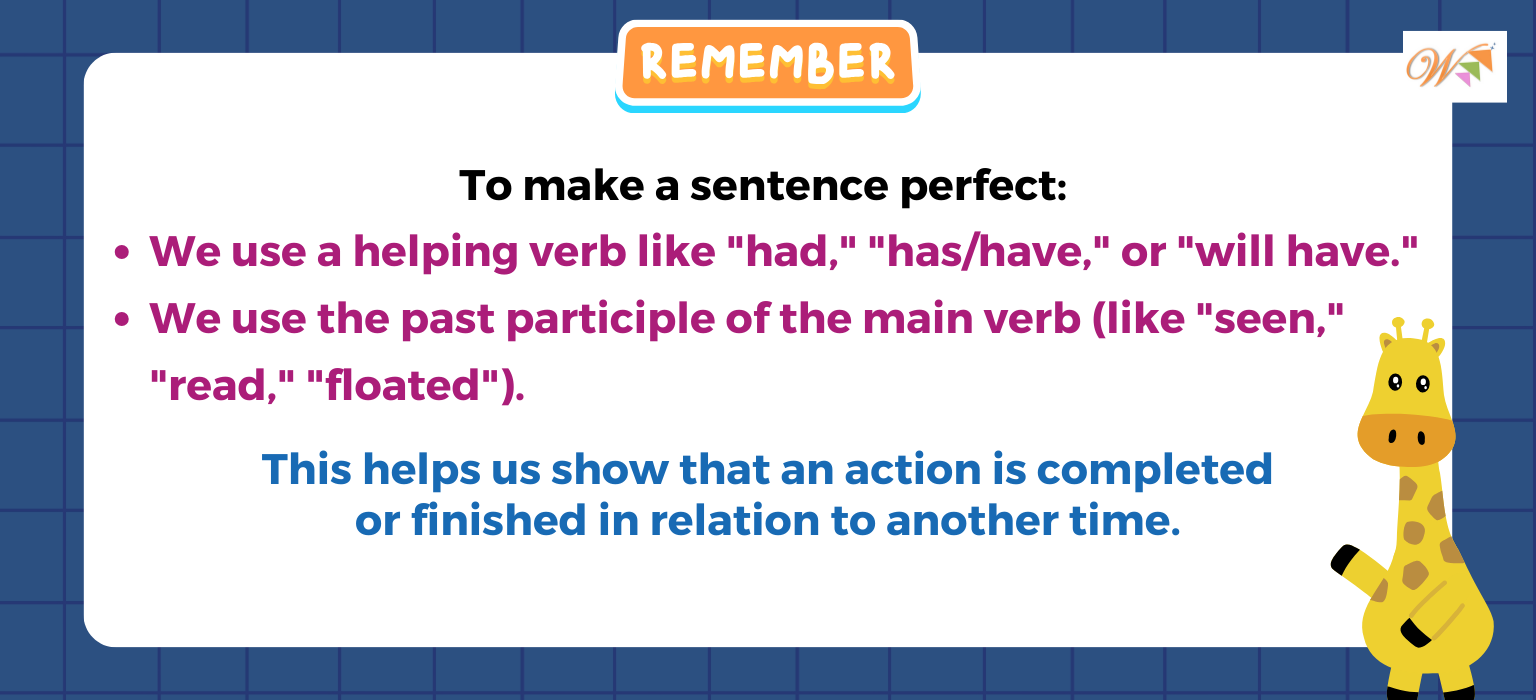 REMEMBER
W
To make a sentence perfect:
• We use a helping verb like "had," "has/have," or "will have."
• We use the past participle of the main verb (like "seen,"
"read," "floated").
This helps us show that an action is completed
or finished in relation to another time.